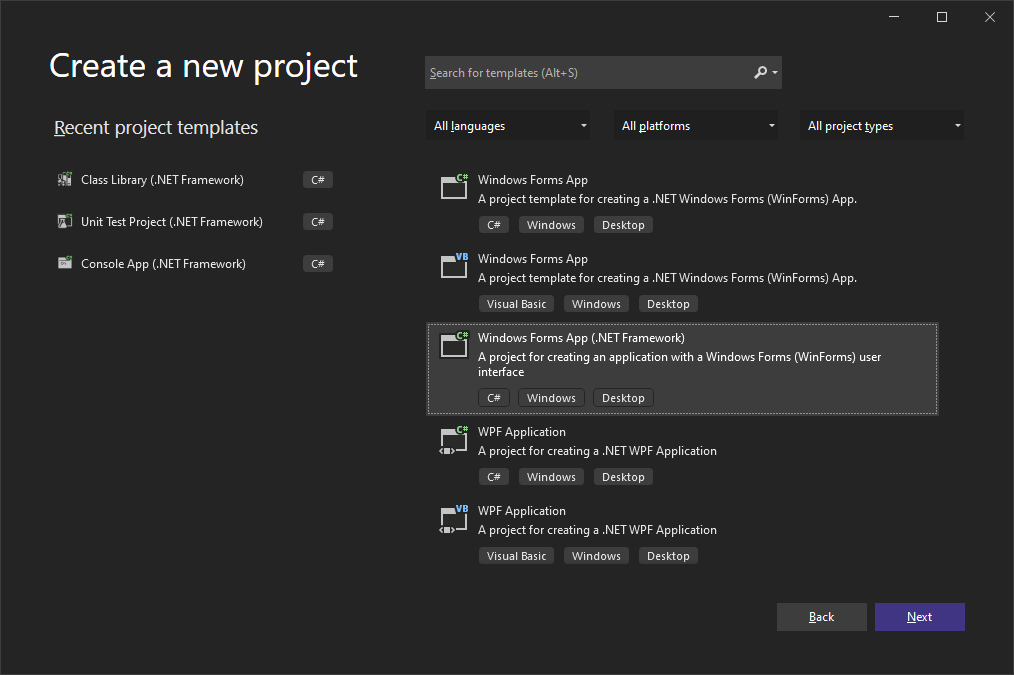 Create a new project
Search for templates (Alt+S)
Recent project templates
All languages
All platforms
All project types
Class Library (.NET Framework)
C#
Unit Test Project (.NET Framework)
C#
Console App (.NET Framework)
C#
C#
Windows Forms App
A project template for creating a .NET Windows Forms (WinForms) App.
C# Windows Desktop
VB
Windows Forms App
A project template for creating a .NET Windows Forms (WinForms) App.
Visual Basic Windows Desktop
C#
Windows Forms App (.NET Framework)
A project for creating an application with a Windows Forms (WinForms) user
interface
C# Windows Desktop
C#
WPF Application
A project for creating a .NET WPF Application
C# Windows Desktop
VB
WPF Application
A project for creating a .NET WPF Application
Visual Basic Windows Desktop
Back
Next